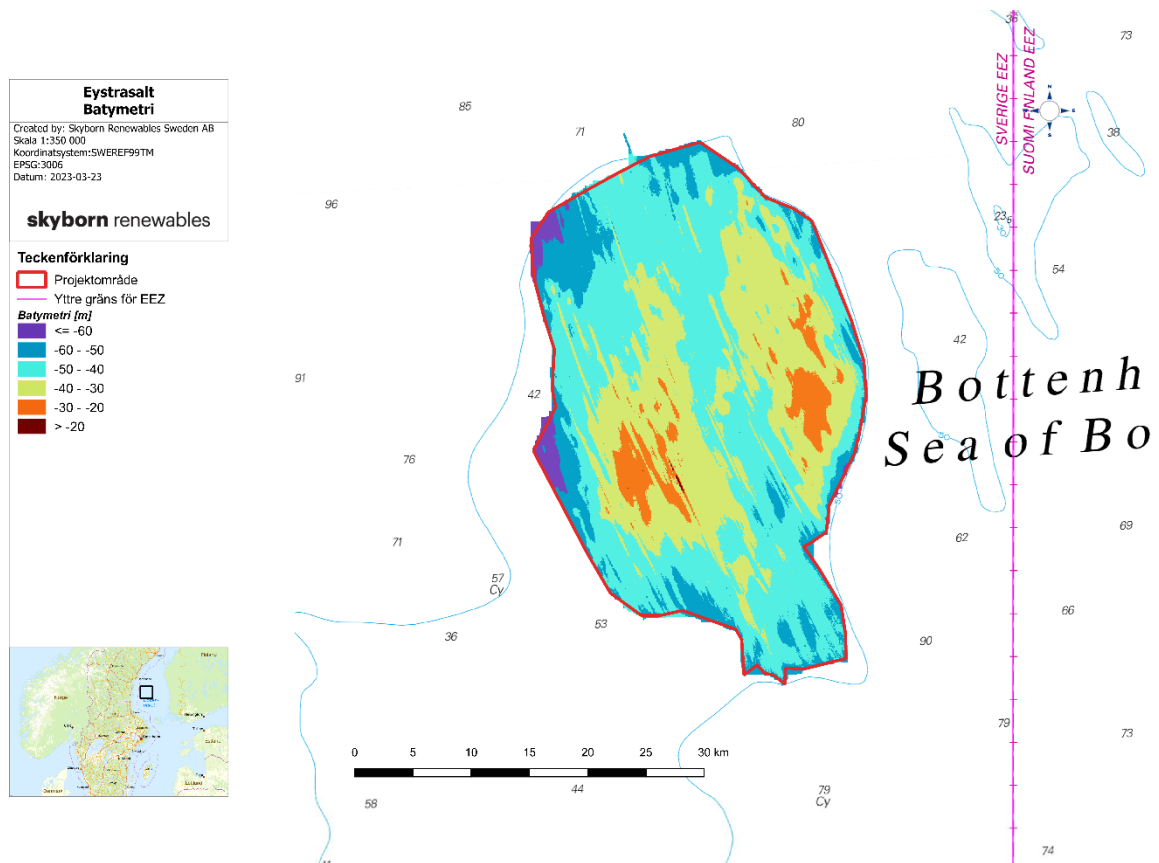 Eystrasalt
Batymetri
Created by: Skyborn Renewables Sweden AB
Skala 1:350 000
Koordinatsystem:SWEREF99TM
EPSG:3006
Datum: 2023-03-23
skyborn renewables
Teckenförklaring
Projektområde
Yttre gräns för EEZ
Batymetri [m]
<= -60
-60 - -50
-50 - -40
-40 - -30
-30 - -20
> -20
36
73
85
71
80
38
SVERIGE EEZ
SUOMI FINLAND EEZ
N
W
E
S
96
23
54
50
42
91
42
Bottenh
Sea of Bo
50
76
50
69
71
62
57
Cy
66
53
36
90
79
73
0 5 10 15 20 25 30 km
44
79
Cy
58
74